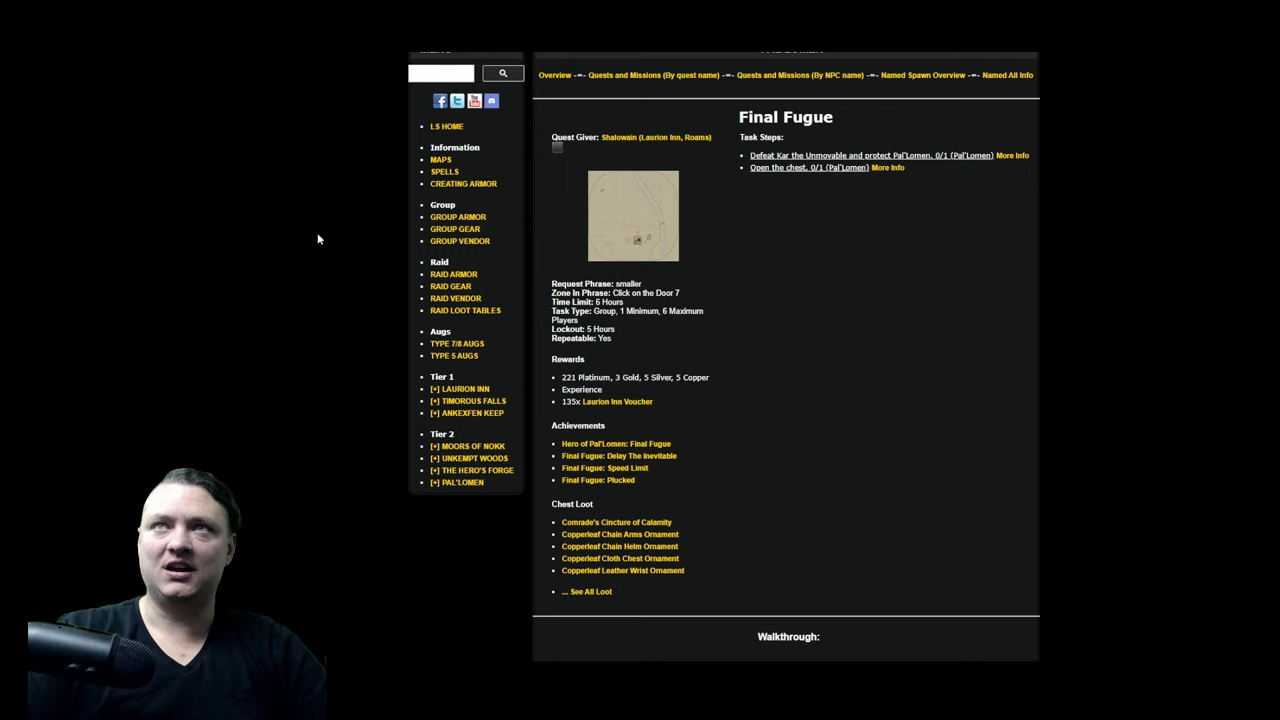 Overview -=- Quests and Missions (By quest name) -=- Quests and Missions (By NPC name) -=- Named Spawn Overview -=- Named All Info
LS HOME
Information
MAPS
SPELLS
CREATING ARMOR
Group
GROUP ARMOR
GROUP GEAR
GROUP VENDOR
Raid
RAID ARMOR
RAID GEAR
RAID VENDOR
RAID LOOT TABLES
Augs
TYPE 7/8 AUGS
TYPE 5 AUGS
Tier 1
[+] LAURION INN
[+] TIMOROUS FALLS
[+] ANKEXFEN KEEP
Tier 2
[+] MOORS OF NOKK
[+] UNKEMPT WOODS
[+] THE HERO'S FORGE
[+] PAL'LOMEN
Final Fugue
Quest Giver: Shalowain (Laurion Inn, Roams)
Request Phrase: smaller
Zone In Phrase: Click on the Door 7
Time Limit: 6 Hours
Task Type: Group, 1 Minimum, 6 Maximum
Players
Lockout: 5 Hours
Repeatable: Yes
Rewards
221 Platinum, 3 Gold, 5 Silver, 5 Copper
Experience
135x Laurion Inn Voucher
Achievements
Hero of Pal'Lomen: Final Fugue
Final Fugue: Delay The Inevitable
Final Fugue: Speed Limit
Final Fugue: Plucked
Chest Loot
Comrade's Cincture of Calamity
Copperleaf Chain Arms Ornament
Copperleaf Chain Helm Ornament
Copperleaf Cloth Chest Ornament
Copperleaf Leather Wrist Ornament
... See All Loot
Task Steps:
Defeat Kar the Unmovable and protect Pal'Lomen. 0/1 (Pal'Lomen) More Info
Open the chest. 0/1 (Pal'Lomen) More Info
Walkthrough: